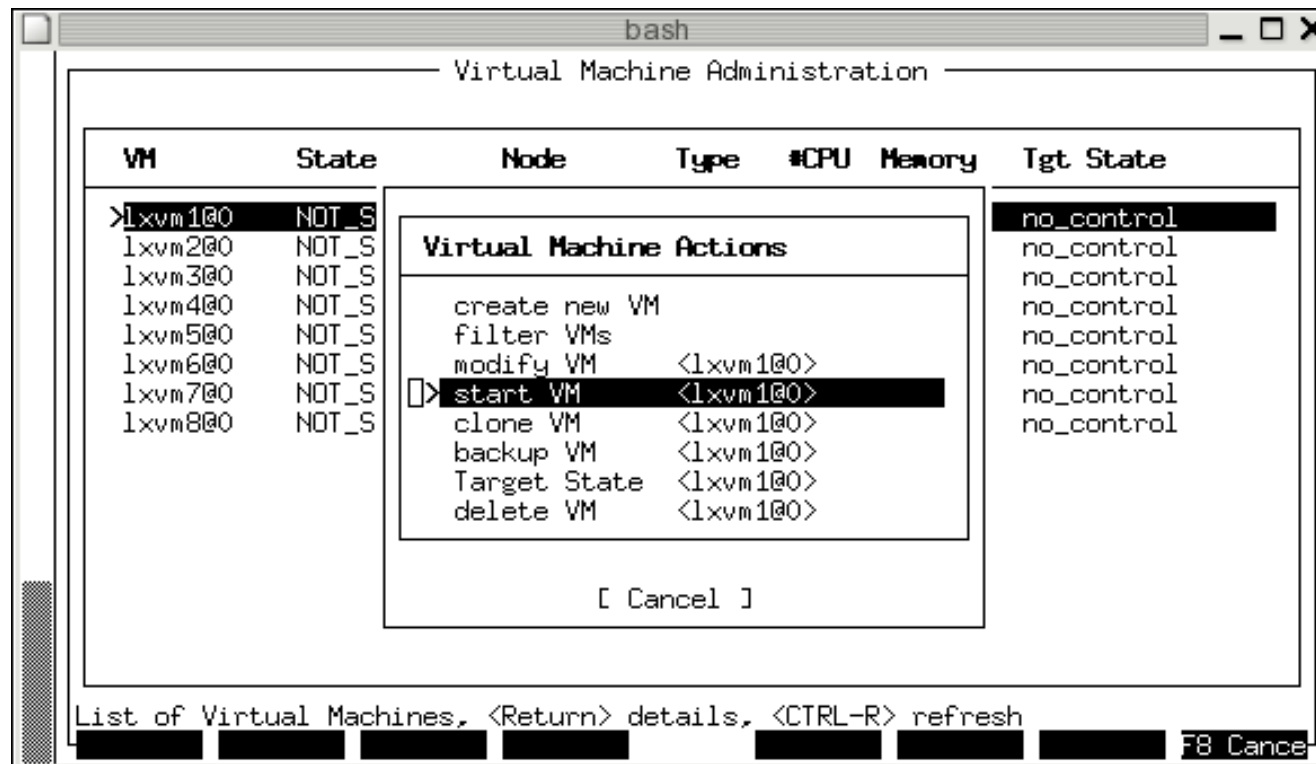 bash
Virtual Machine Administration
VM State Node Type #CPU Memory Tgt State
>lxvm1@0 NOT_S no_control
lxvm2@0 NOT_S no_control
lxvm3@0 NOT_S no_control
lxvm4@0 NOT_S no_control
lxvm5@0 NOT_S no_control
lxvm6@0 NOT_S no_control
lxvm7@0 NOT_S no_control
lxvm8@0 NOT_S no_control
Virtual Machine Actions
create new VM
filter VMs
modify VM <lxvm1@0>
> start VM <lxvm1@0>
clone VM <lxvm1@0>
backup VM <lxvm1@0>
Target State <lxvm1@0>
delete VM <lxvm1@0>
[ Cancel ]
List of Virtual Machines, <Return> details, <CTRL-R> refresh
F8 Cance